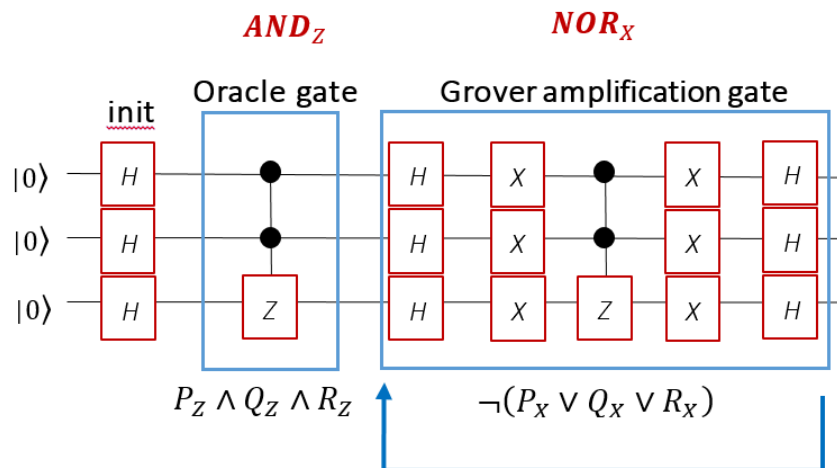 AND_Z NOR_X
Oracle gate Grover amplification gate
init
|0⟩ H H X X H
|0⟩ H H X X H
|0⟩ H Z H X Z X H
P_Z ∧ Q_Z ∧ R_Z ¬(P_X ∨ Q_X ∨ R_X)